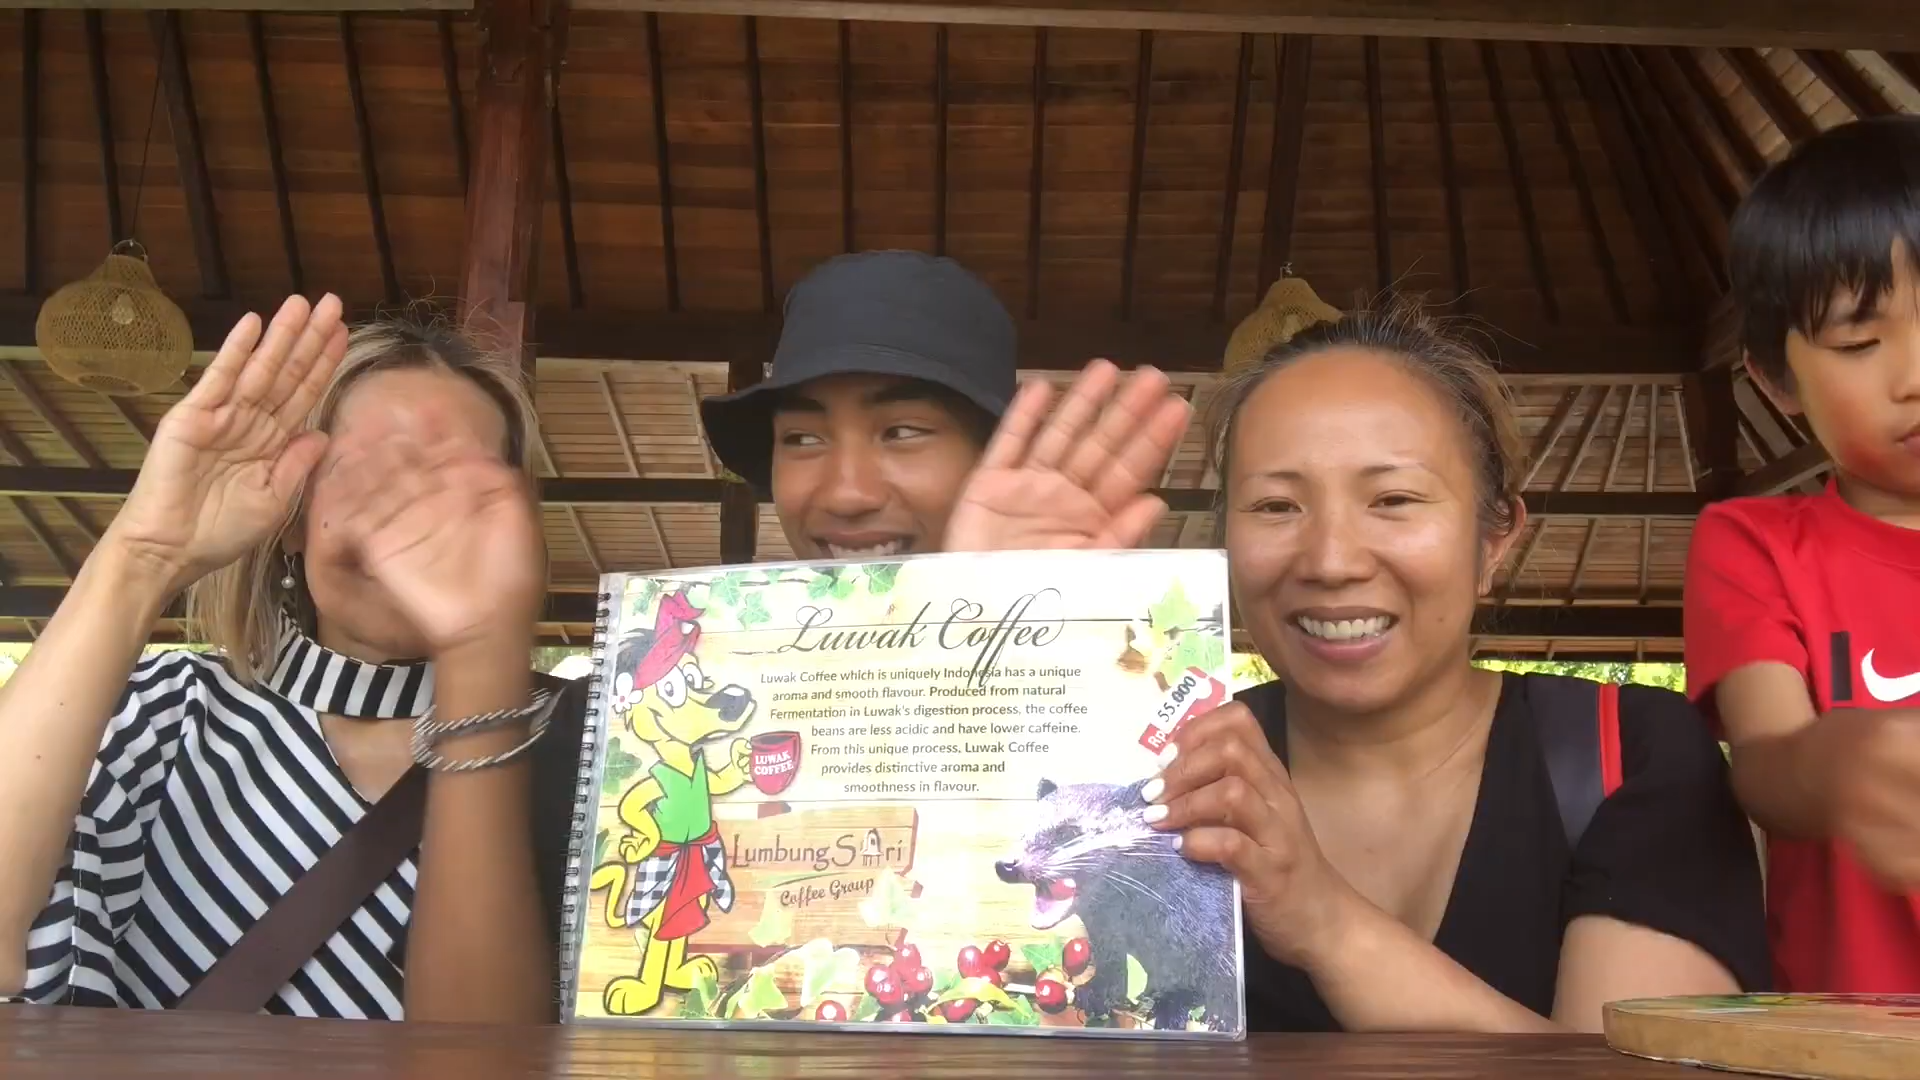 Luwak Coffee
Luwak Coffee which is uniquely Indonesia has a unique
aroma and smooth flavour. Produced from natural
Fermentation in Luwak's digestion process, the coffee
beans are less acidic and have lower caffeine.
From this unique process, Luwak Coffee
provides distinctive aroma and
smoothness in flavour.
Rp 55.000
LUWAK
COFFEE
Lumbung Sari
Coffee Group